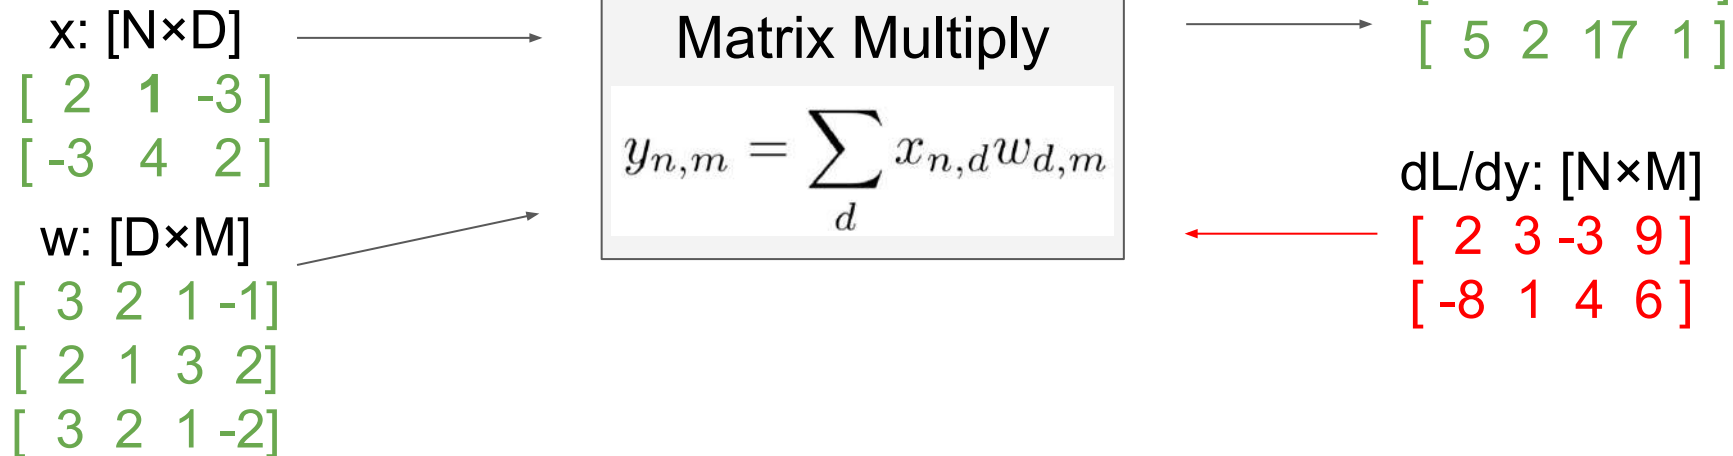 x: [N×D]
[ 2 1 -3 ]
[ -3 4 2 ]
w: [D×M]
[ 3 2 1 -1]
[ 2 1 3 2]
[ 3 2 1 -2]
Matrix Multiply
y_{n,m} = \sum_d x_{n,d} w_{d,m}
[ 5 2 17 1 ]
dL/dy: [N×M]
[ 2 3 -3 9 ]
[ -8 1 4 6 ]